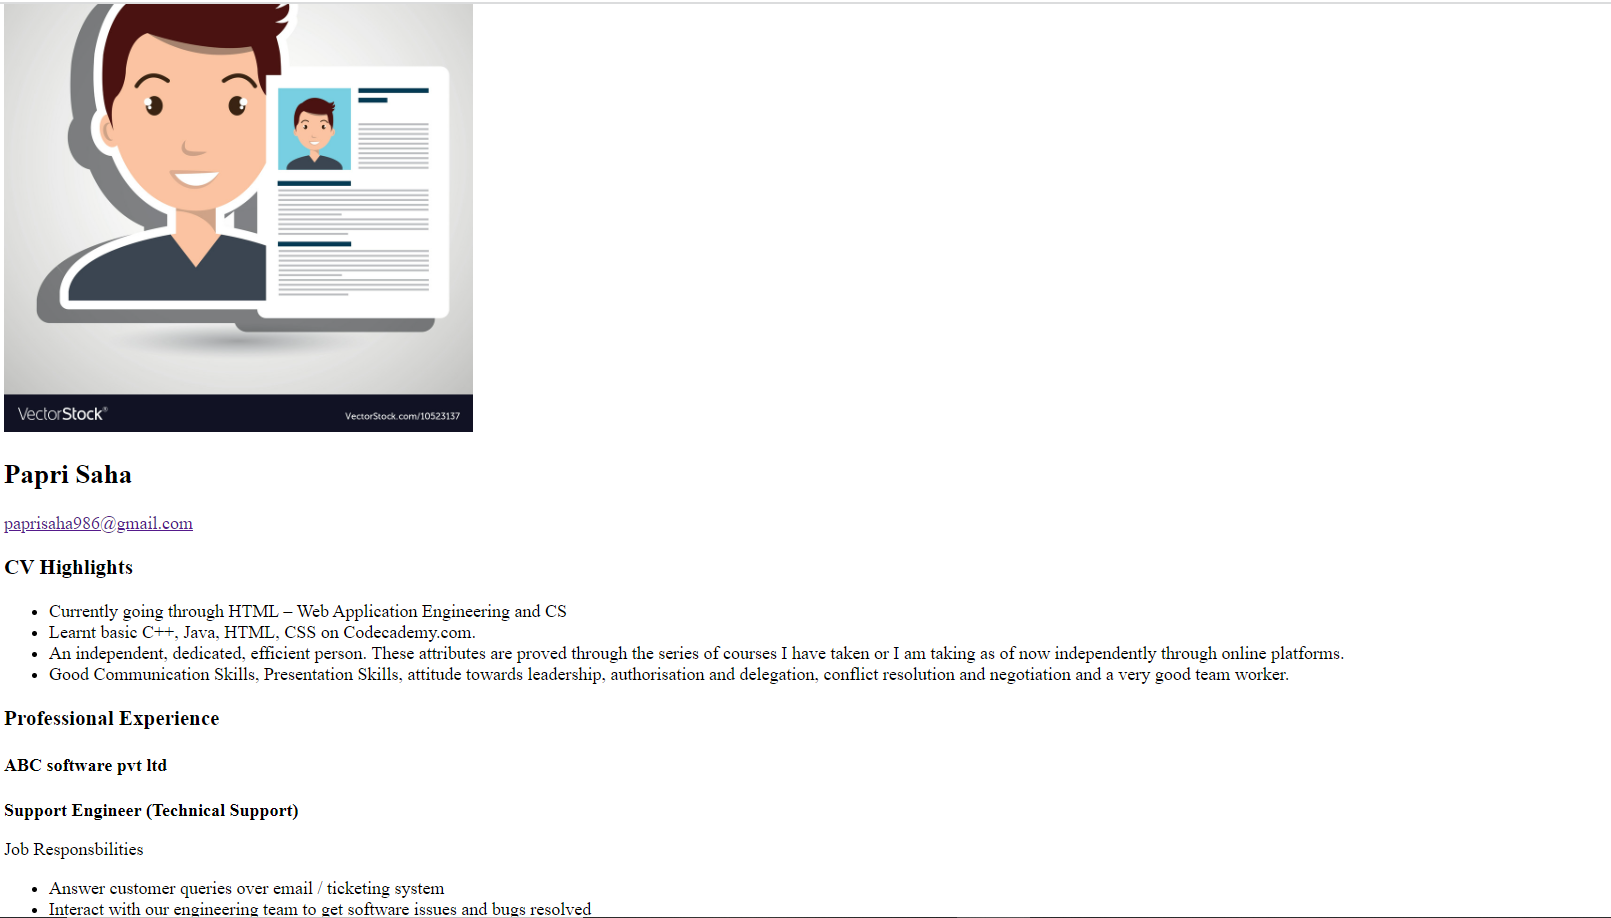 VectorStock®
VectorStock.com/10523137
Papri Saha
paprisaha986@gmail.com
CV Highlights
Currently going through HTML – Web Application Engineering and CS
Learnt basic C++, Java, HTML, CSS on Codecademy.com.
An independent, dedicated, efficient person. These attributes are proved through the series of courses I have taken or I am taking as of now independently through online platforms.
Good Communication Skills, Presentation Skills, attitude towards leadership, authorisation and delegation, conflict resolution and negotiation and a very good team worker.
Professional Experience
ABC software pvt ltd
Support Engineer (Technical Support)
Job Responsbilities
Answer customer queries over email / ticketing system
Interact with our engineering team to get software issues and bugs resolved